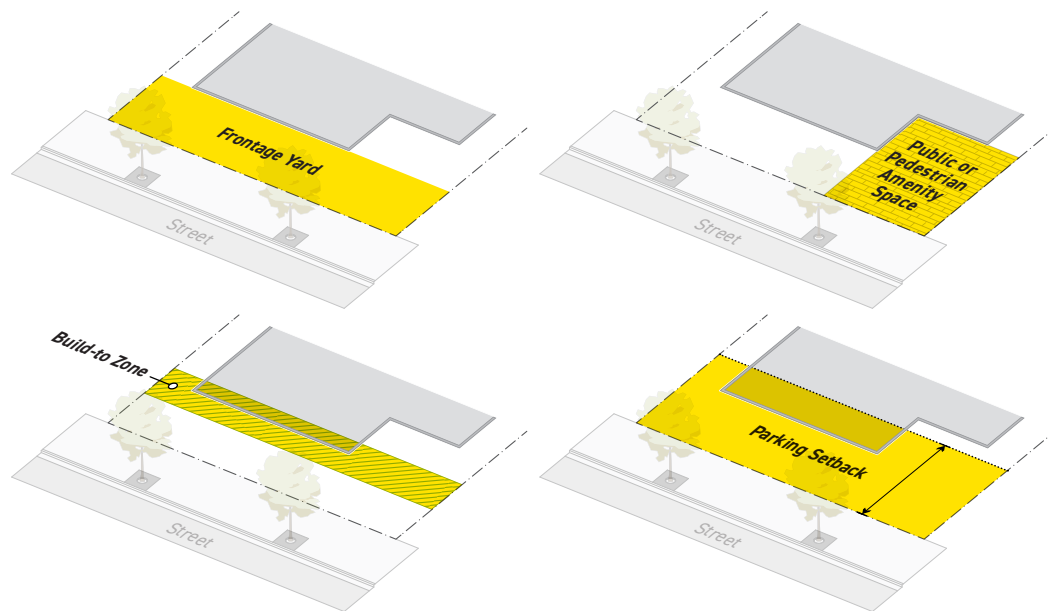 Frontage Yard
Street
Public or
Pedestrian
Amenity
Space
Street
Build-to Zone
Street
Parking Setback
Street